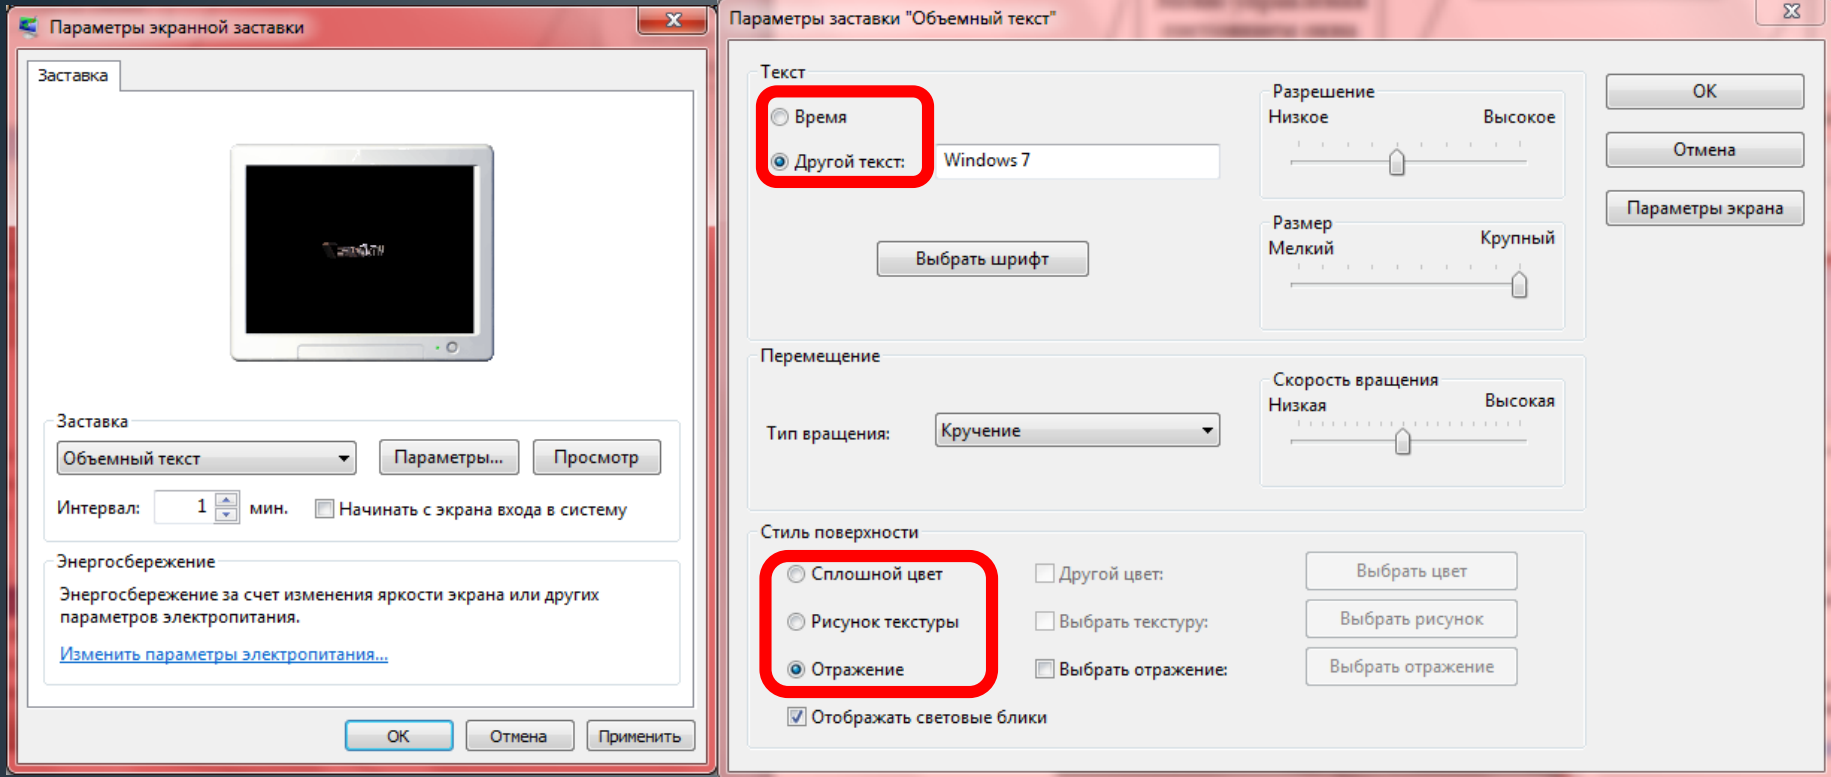 Параметры экранной заставки
Заставка
Заставка
Объемный текст
Параметры...
Просмотр
Интервал:
1
мин.
Начинать с экрана входа в систему
Энергосбережение
Энергосбережение за счет изменения яркости экрана или других
параметров электропитания.
Изменить параметры электропитания...
ОК
Отмена
Применить
Параметры заставки "Объемный текст"
Текст
Время
Другой текст:
Windows 7
Выбрать шрифт
Разрешение
Низкое
Высокое
Размер
Мелкий
Крупный
ОК
Отмена
Параметры экрана
Перемещение
Тип вращения:
Кручение
Скорость вращения
Низкая
Высокая
Стиль поверхности
Сплошной цвет
Другой цвет:
Выбрать цвет
Рисунок текстуры
Выбрать текстуру:
Выбрать рисунок
Отражение
Выбрать отражение:
Выбрать отражение
Отображать световые блики